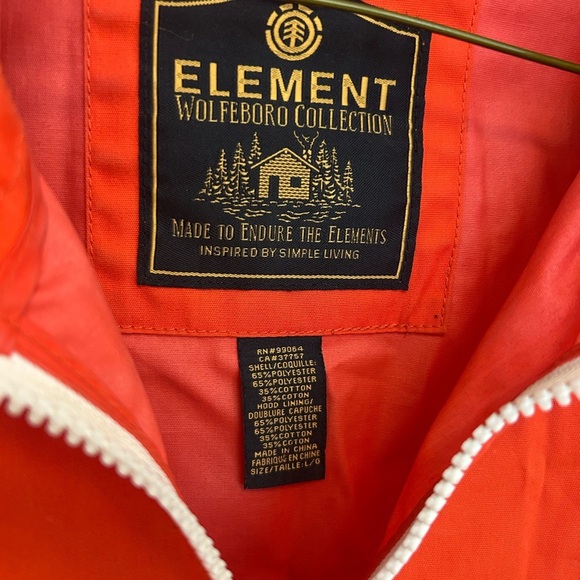 ELEMENT
WOLFEBORO COLLECTION
MADE TO ENDURE THE ELEMENTS
INSPIRED BY SIMPLE LIVING
RN#99064
CA#37757
SHELL/COQUILLE:
65%POLYESTER
65%POLYESTER
35%COTTON
35%COTON
HOOD LINING/
DOUBLURE CAPUCHE
65%POLYESTER
65%POLYESTER
35%COTTON
35%COTON
MADE IN CHINA
FABRIQUE EN CHINE
SIZE/TAILLE:L/G